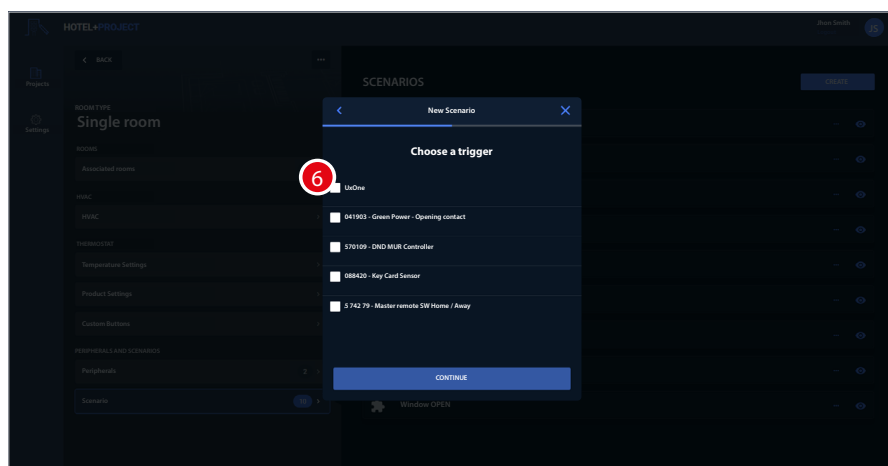 HOTEL+PROJECT
Jhon Smith
JS
BACK
Projects
SCENARIOS
CREATE
ROOM TYPE
Single room
Settings
ROOMS
Associated rooms
HVAC
HVAC
THERMOSTAT
Temperature Settings
Product Settings
Custom Buttons
PERIPHERALS AND SCENARIOS
Peripherals 2
Scenario 10
New Scenario
Choose a trigger
6
UxOne
041903 - Green Power - Opening contact
570109 - DND MUR Controller
088420 - Key Card Sensor
5 742 79 - Master remote SW Home / Away
CONTINUE
Window OPEN